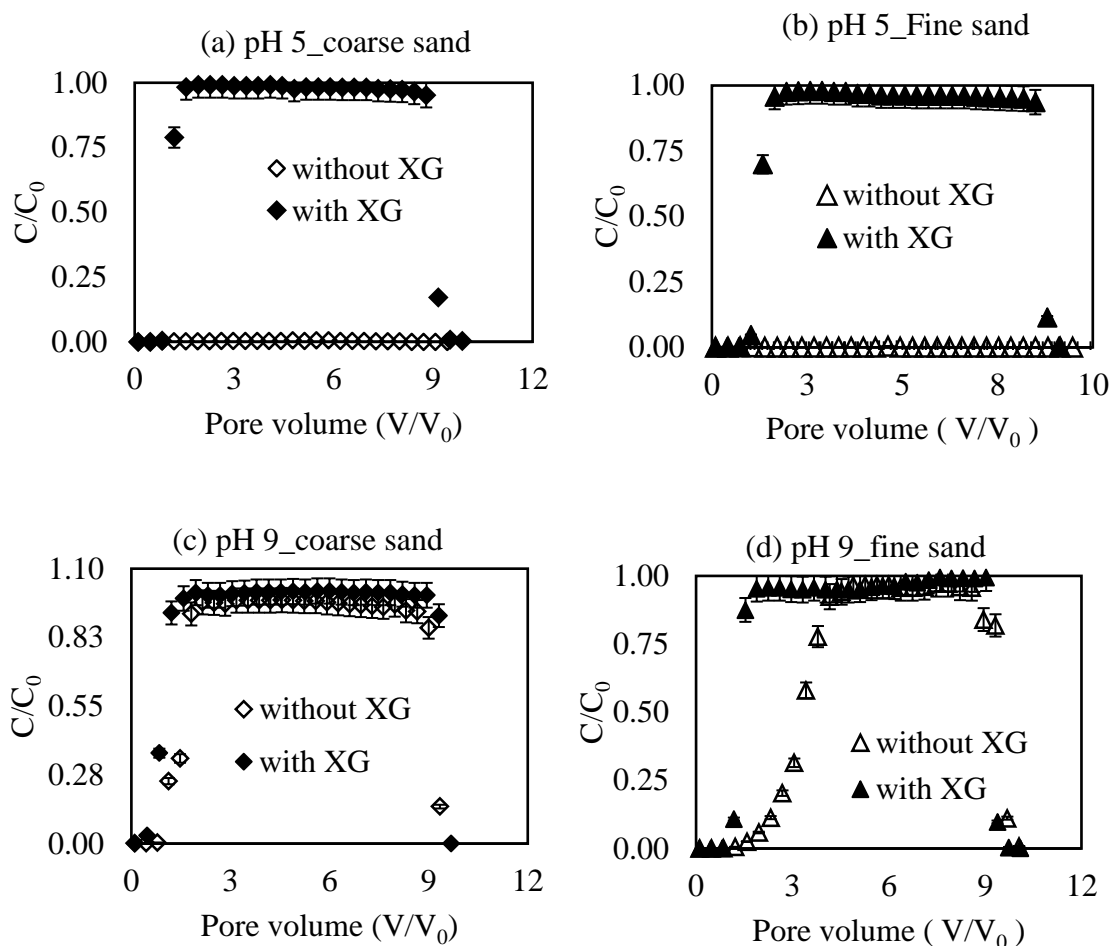 (a) pH 5_coarse sand
1.00
0.75
0.50
0.25
0.00
C/C₀
without XG
with XG
0 3 6 9 12
Pore volume (V/V₀)
(b) pH 5_Fine sand
1.00
0.75
0.50
0.25
0.00
C/C₀
without XG
with XG
0 3 5 8 10
Pore volume ( V/V₀ )
(c) pH 9_coarse sand
1.10
0.83
0.55
0.28
0.00
C/C₀
without XG
with XG
0 3 6 9 12
Pore volume (V/V₀)
(d) pH 9_fine sand
1.00
0.75
0.50
0.25
0.00
C/C₀
without XG
with XG
0 3 6 9 12
Pore volume ( V/V₀ )